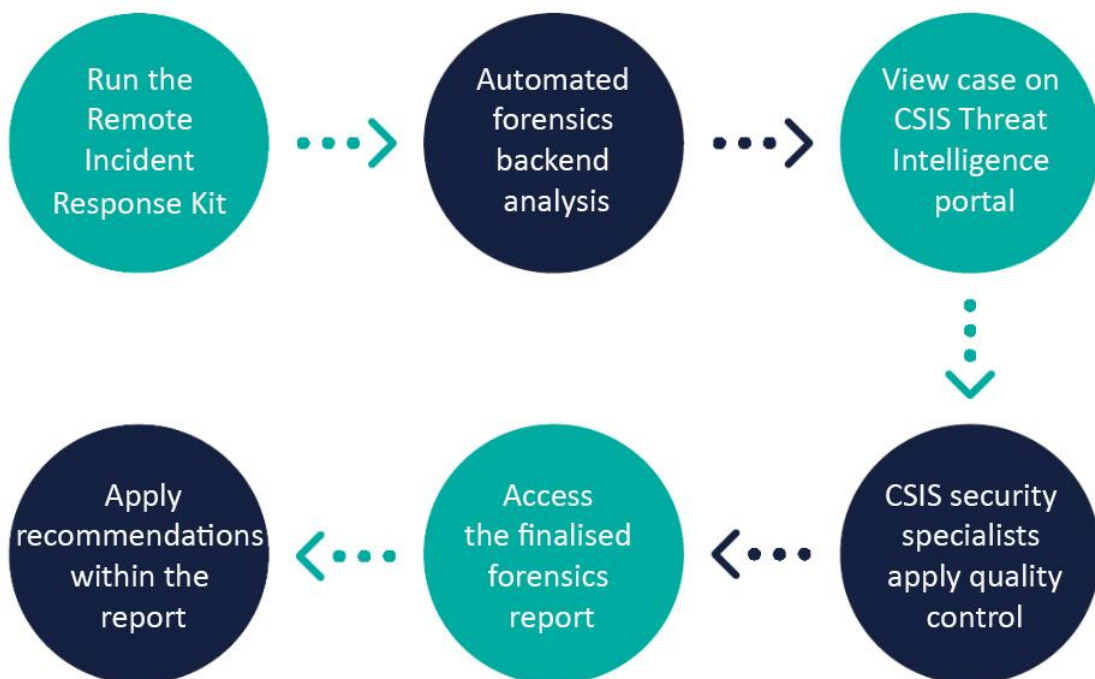 Run the
Remote
Incident
Response Kit
Automated
forensics
backend
analysis
View case on
CSIS Threat
Intelligence
portal
CSIS security
specialists
apply quality
control
Access
the finalised
forensics
report
Apply
recommendations
within the
report